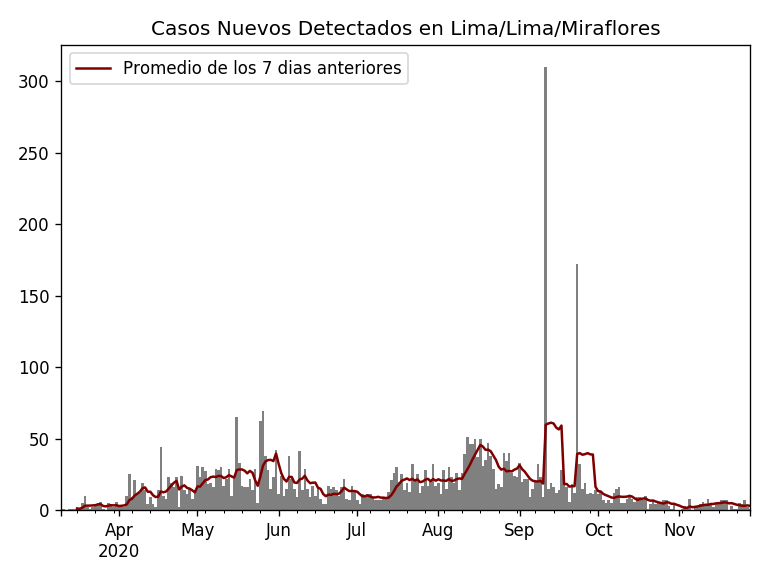 Casos Nuevos Detectados en Lima/Lima/Miraflores
Promedio de los 7 dias anteriores
300
250
200
150
100
50
0
Apr May Jun Jul Aug Sep Oct Nov
2020